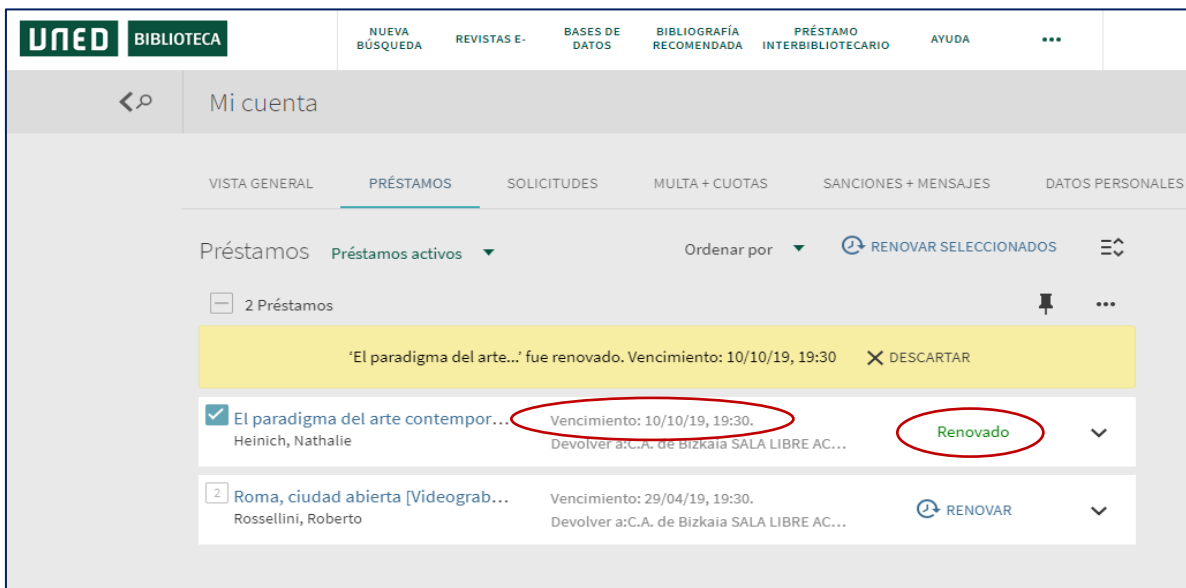 UNED BIBLIOTECA
NUEVA BÚSQUEDA REVISTAS E- BASES DE DATOS BIBLIOGRAFÍA RECOMENDADA PRÉSTAMO INTERBIBLIOTECARIO AYUDA •••
Mi cuenta
VISTA GENERAL PRÉSTAMOS SOLICITUDES MULTA + CUOTAS SANCIONES + MENSAJES DATOS PERSONALES
Préstamos Préstamos activos Ordenar por RENOVAR SELECCIONADOS
2 Préstamos •••
'El paradigma del arte...' fue renovado. Vencimiento: 10/10/19, 19:30 DESCARTAR
El paradigma del arte contempor... Vencimiento: 10/10/19, 19:30. Renovado
Heinich, Nathalie Devolver a:C.A. de Bizkaia SALA LIBRE AC...
2 Roma, ciudad abierta [Videograb... Vencimiento: 29/04/19, 19:30. RENOVAR
Rossellini, Roberto Devolver a:C.A. de Bizkaia SALA LIBRE AC...